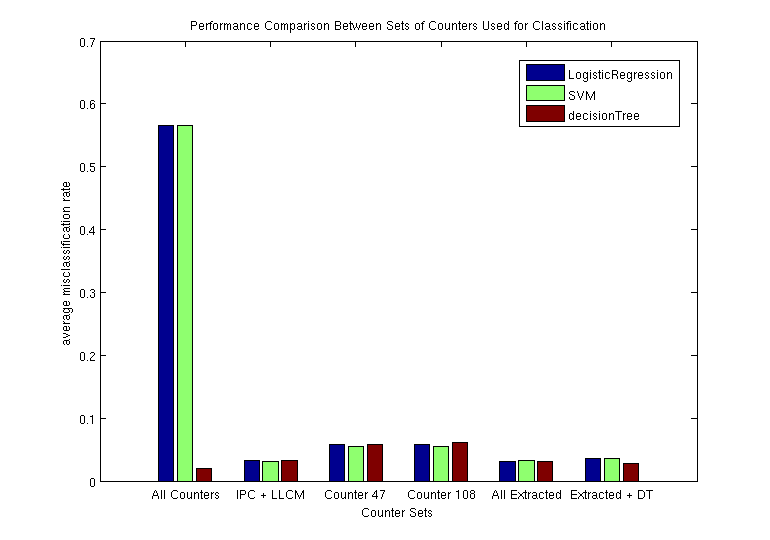 Performance Comparison Between Sets of Counters Used for Classification
0.7
0.6
0.5
0.4
0.3
0.2
0.1
0
average misclassification rate
LogisticRegression
SVM
decisionTree
All Counters
IPC + LLCM
Counter 47
Counter 108
All Extracted
Extracted + DT
Counter Sets